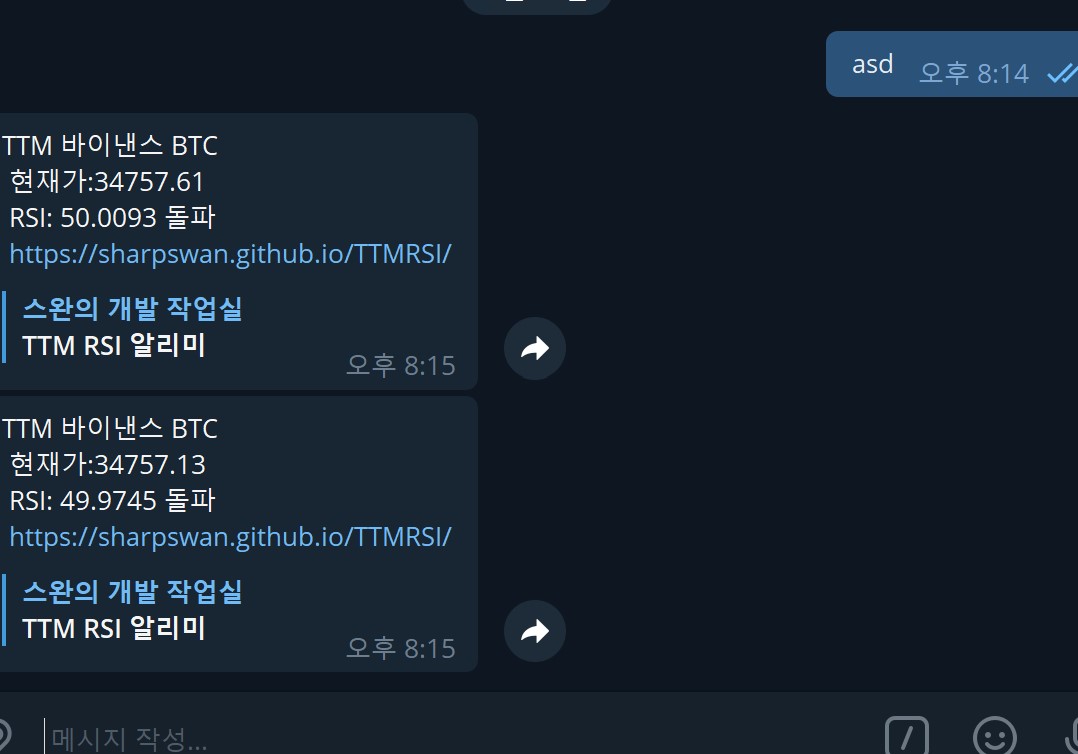 asd
오후 8:14
TTM 바이낸스 BTC
현재가:34757.61
RSI: 50.0093 돌파
https://sharpswan.github.io/TTMRSI/
스완의 개발 작업실
TTM RSI 알리미
오후 8:15
TTM 바이낸스 BTC
현재가:34757.13
RSI: 49.9745 돌파
https://sharpswan.github.io/TTMRSI/
스완의 개발 작업실
TTM RSI 알리미
오후 8:15
메시지 작성...